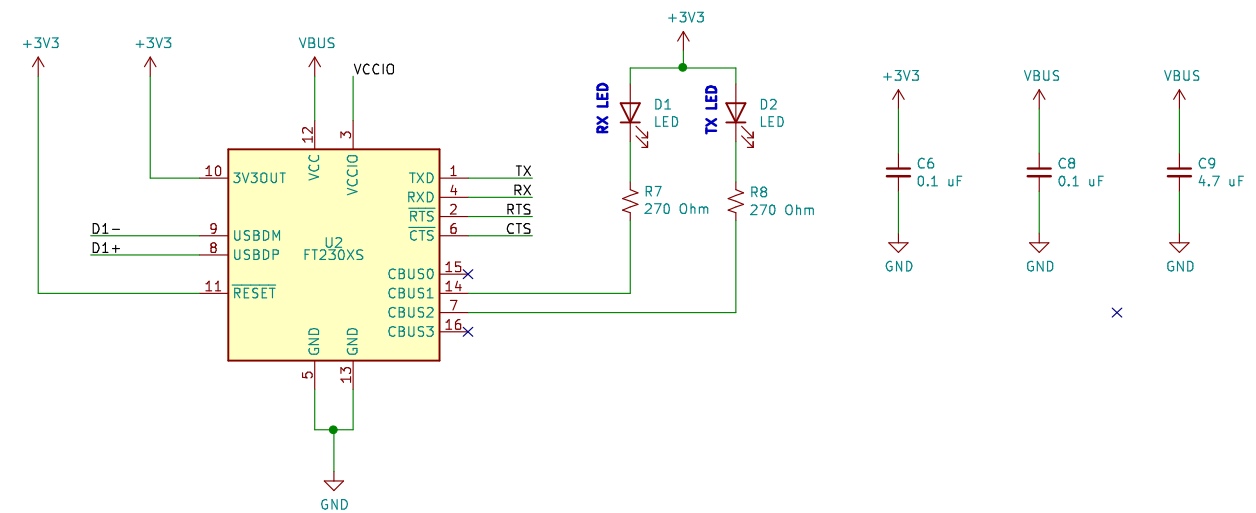 +3V3
+3V3
VBUS
VCCIO
12
3
VCC
VCCIO
10
3V3OUT
D1-
9
USBDM
D1+
8
USBDP
11
RESET
U2
FT230XS
TXD
1
TX
RXD
4
RX
RTS
2
RTS
CTS
6
CTS
CBUS0
15
CBUS1
14
CBUS2
7
CBUS3
16
GND
GND
5
13
GND
+3V3
RX LED
D1
LED
TX LED
D2
LED
R7
270 Ohm
R8
270 Ohm
+3V3
C6
0.1 uF
GND
VBUS
C8
0.1 uF
GND
VBUS
C9
4.7 uF
GND